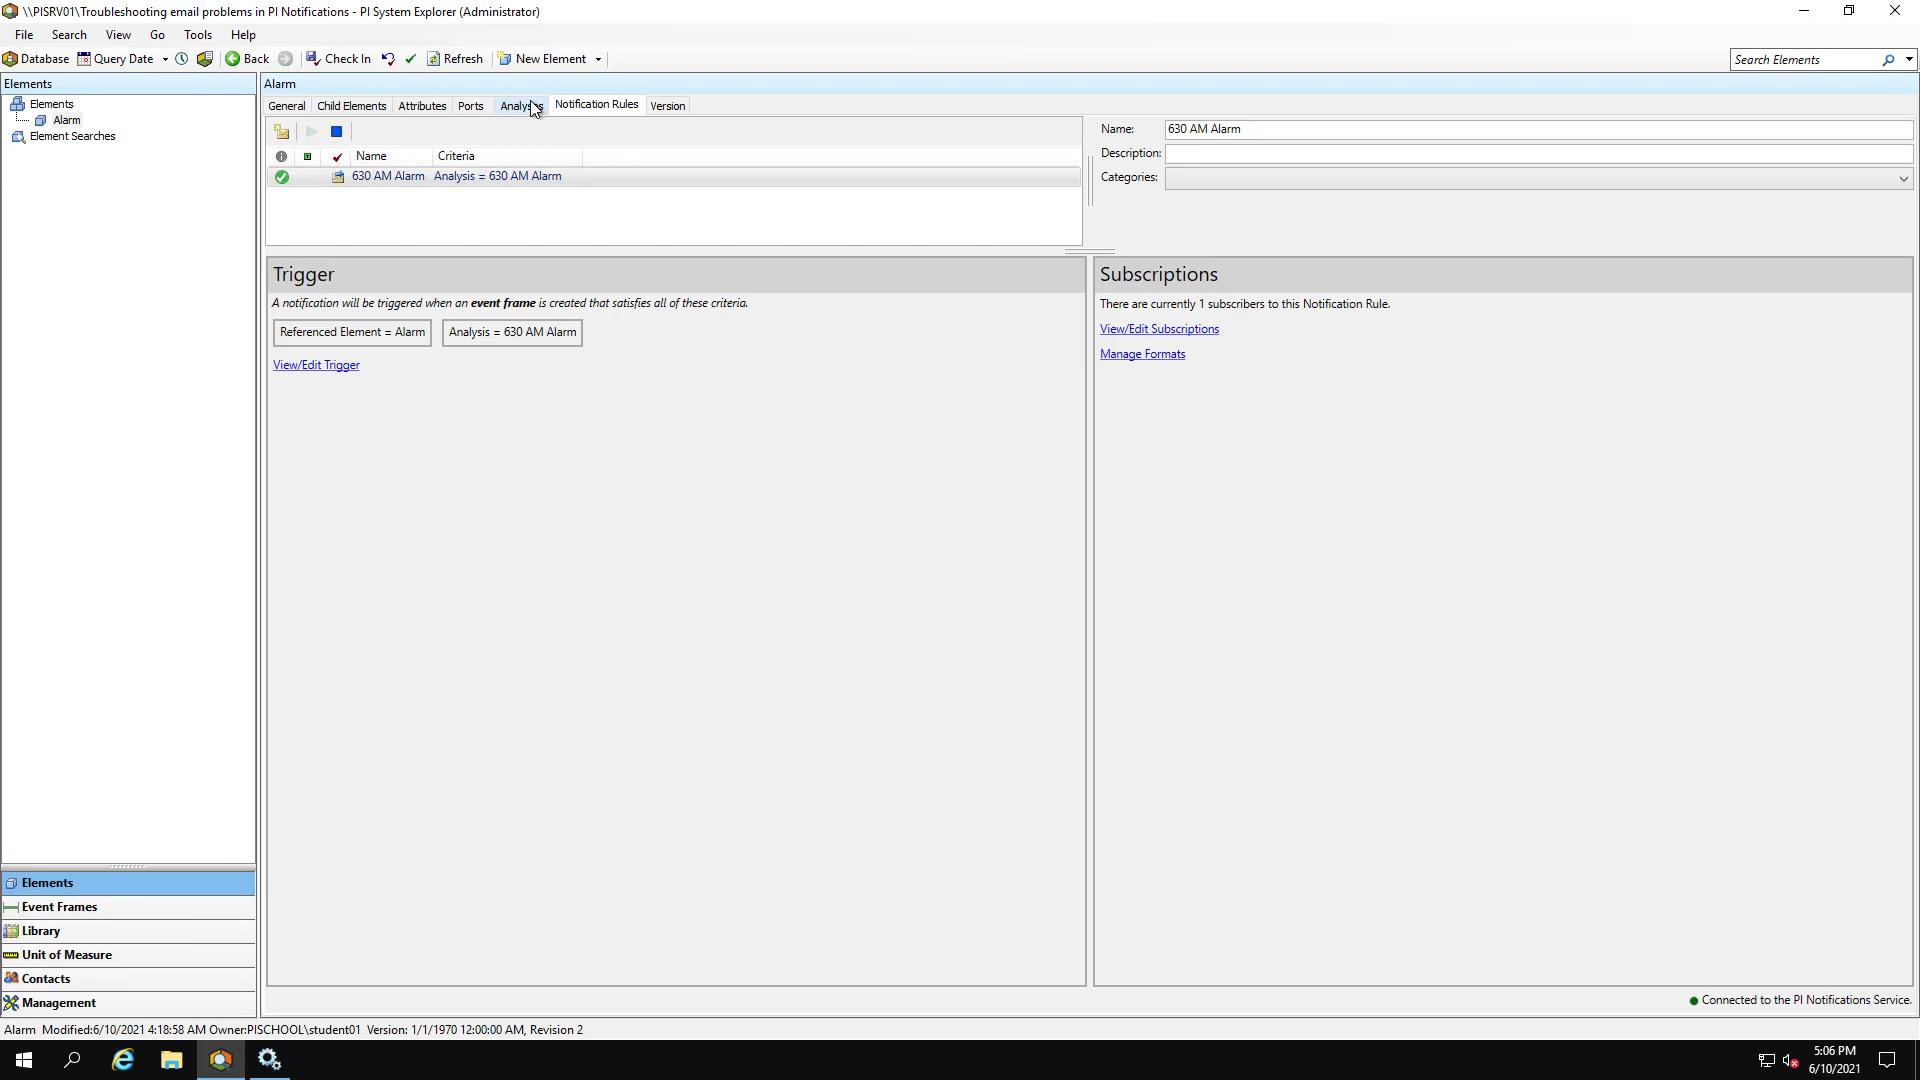 \\PISRV01\Troubleshooting email problems in PI Notifications - PI System Explorer (Administrator)
File Search View Go Tools Help
Database Query Date Back Check In Refresh New Element Search Elements
Elements
Elements
Alarm
Element Searches
Alarm
General Child Elements Attributes Ports Analyses Notification Rules Version
Name Criteria
630 AM Alarm Analysis = 630 AM Alarm
Name: 630 AM Alarm
Description:
Categories:
Trigger
A notification will be triggered when an event frame is created that satisfies all of these criteria.
Referenced Element = Alarm Analysis = 630 AM Alarm
View/Edit Trigger
Subscriptions
There are currently 1 subscribers to this Notification Rule.
View/Edit Subscriptions
Manage Formats
Elements
Event Frames
Library
Unit of Measure
Contacts
Management
Connected to the PI Notifications Service.
Alarm Modified:6/10/2021 4:18:58 AM Owner:PISCHOOL\student01 Version: 1/1/1970 12:00:00 AM, Revision 2
5:06 PM
6/10/2021